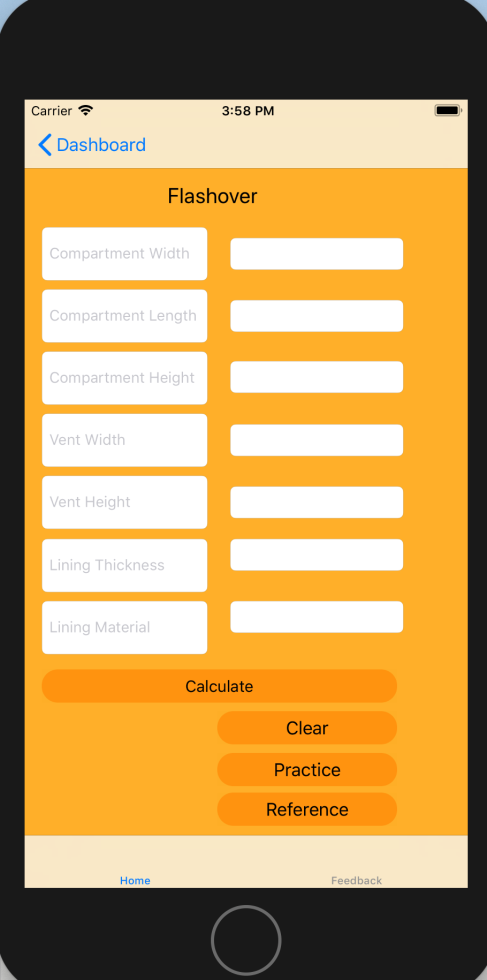 Carrier 3:58 PM
Dashboard
Flashover
Compartment Width
Compartment Length
Compartment Height
Vent Width
Vent Height
Lining Thickness
Lining Material
Calculate
Clear
Practice
Reference
Home Feedback